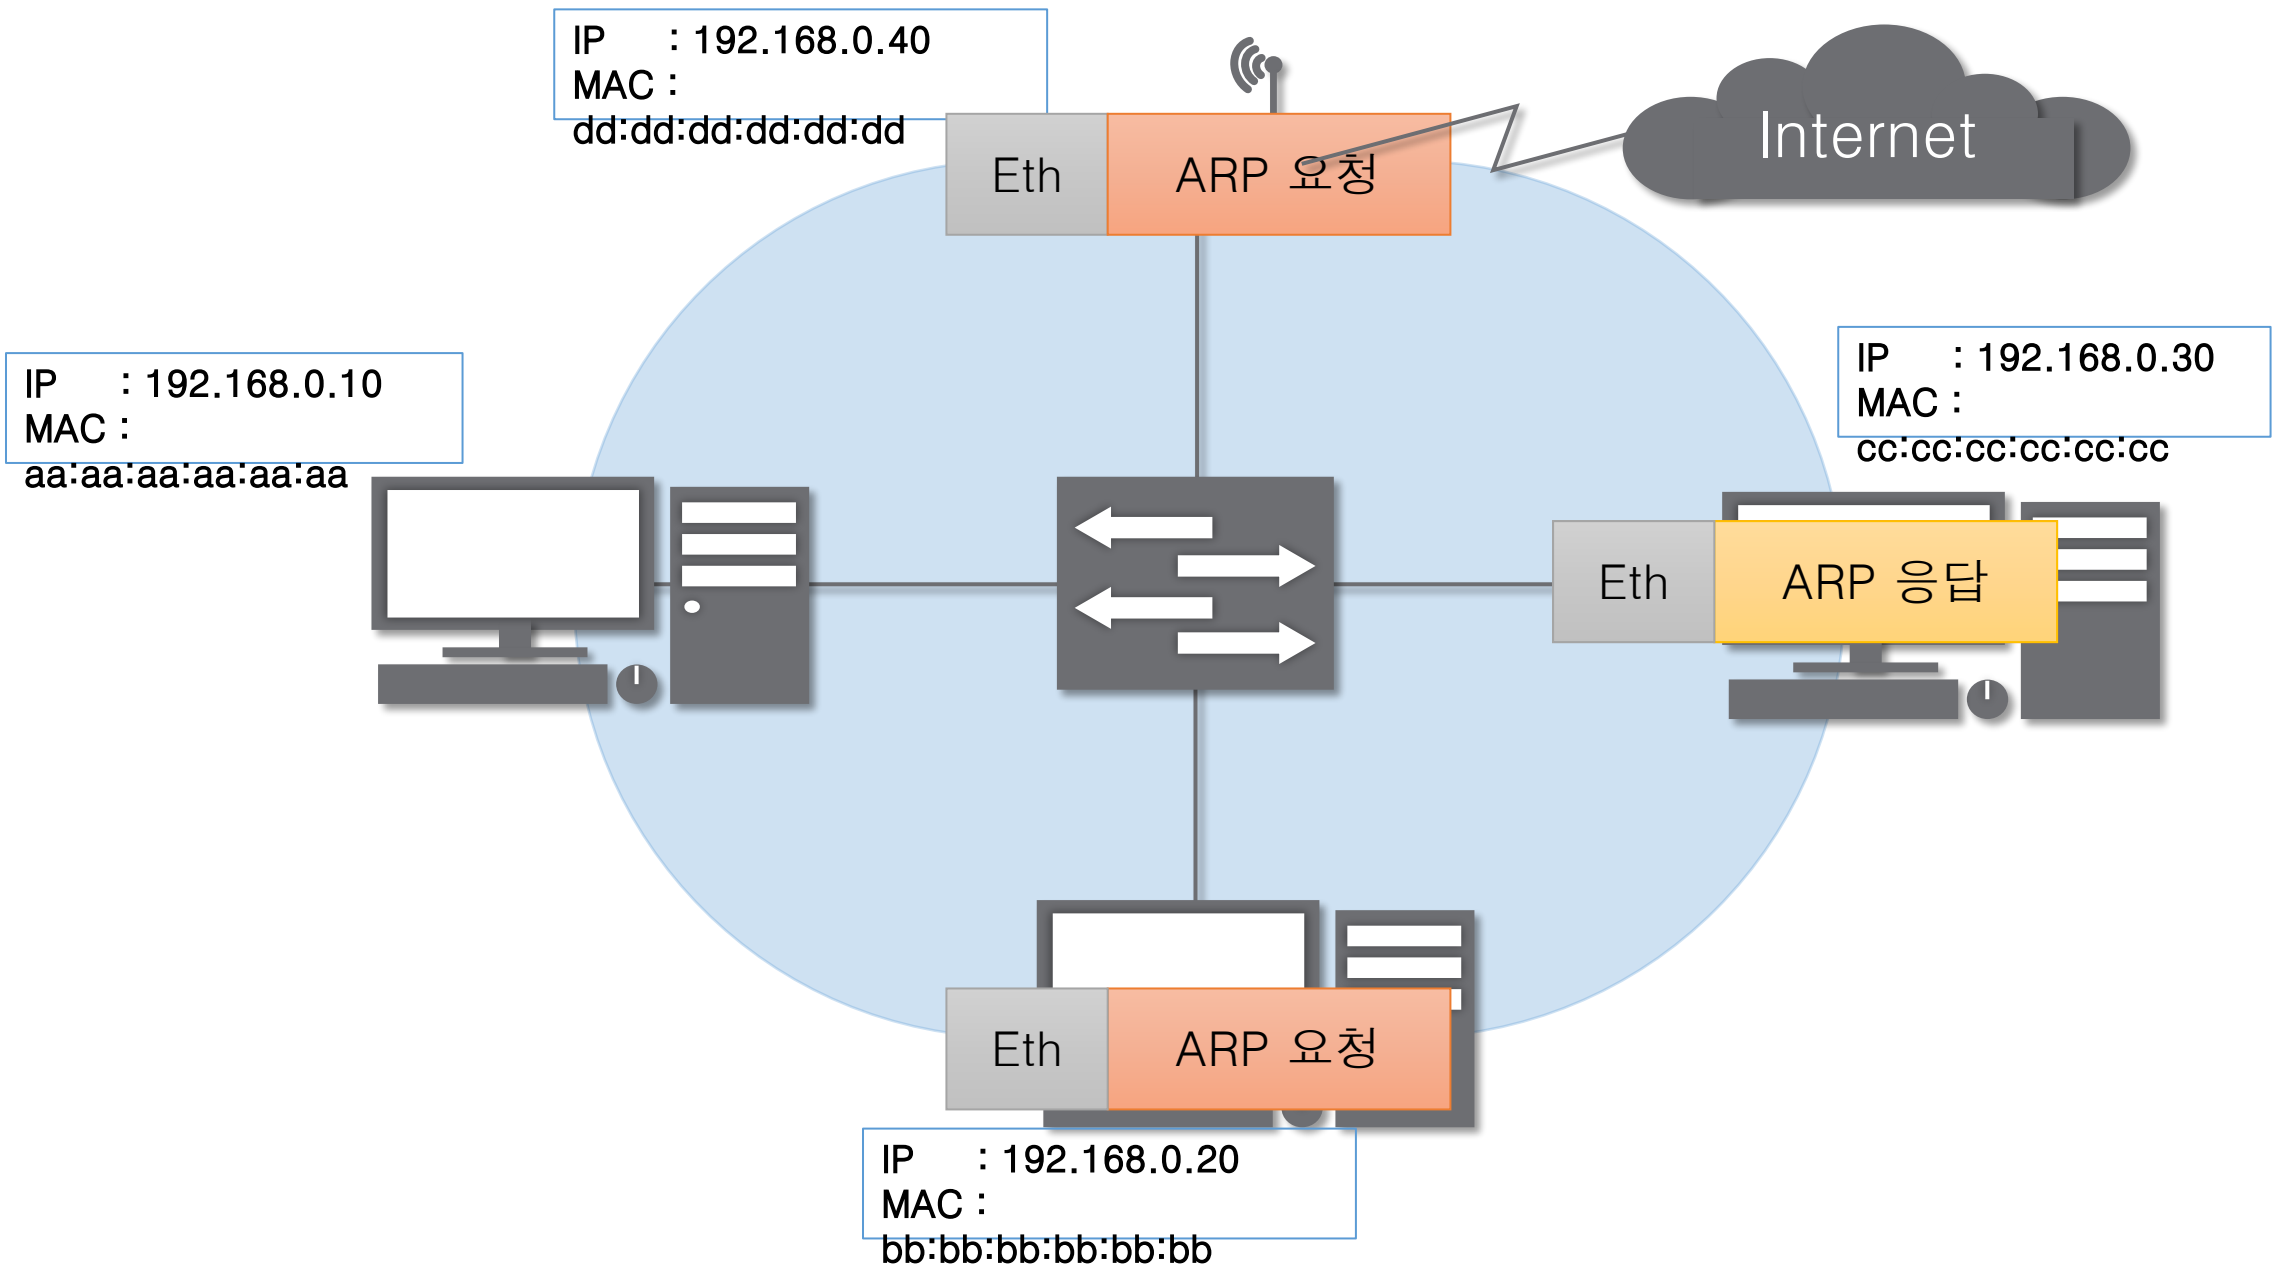 IP : 192.168.0.40
MAC :
dd:dd:dd:dd:dd:dd
Internet
Eth
ARP 요청
IP : 192.168.0.10
MAC :
aa:aa:aa:aa:aa:aa
IP : 192.168.0.30
MAC :
cc:cc:cc:cc:cc:cc
Eth
ARP 응답
Eth
ARP 요청
IP : 192.168.0.20
MAC :
bb:bb:bb:bb:bb:bb